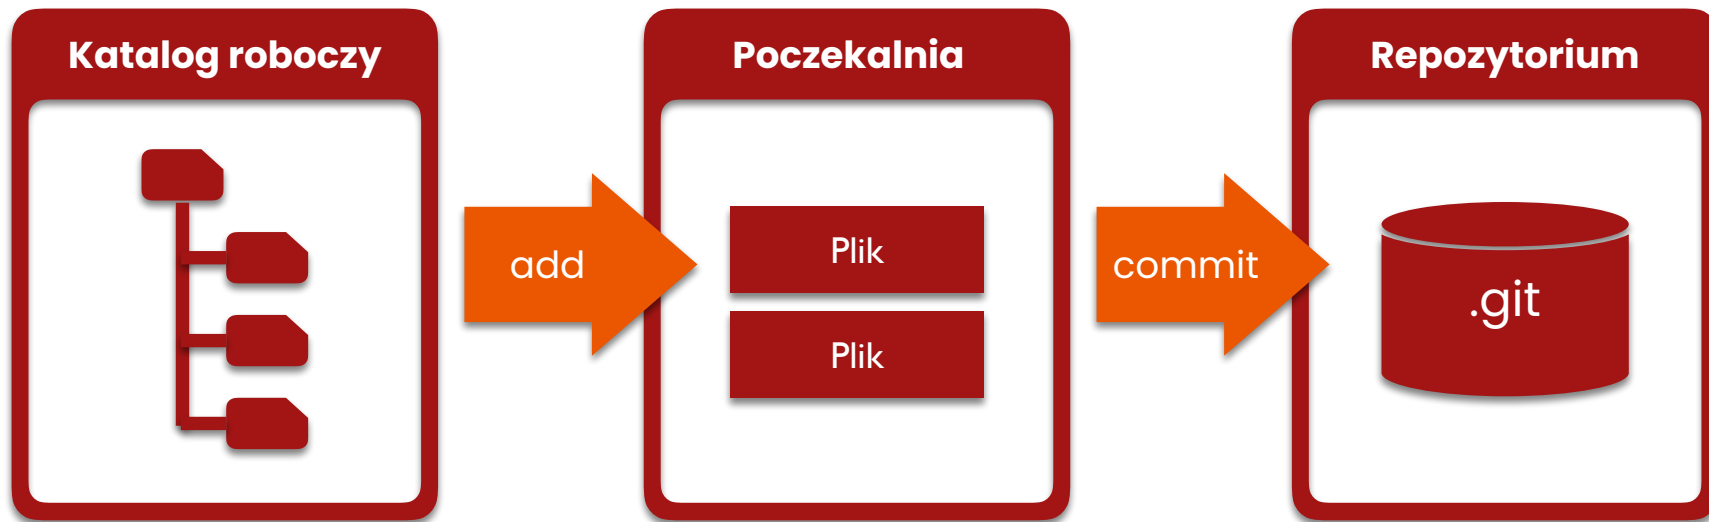 Katalog roboczy
Poczekalnia
Repozytorium
add
Plik
Plik
commit
.git